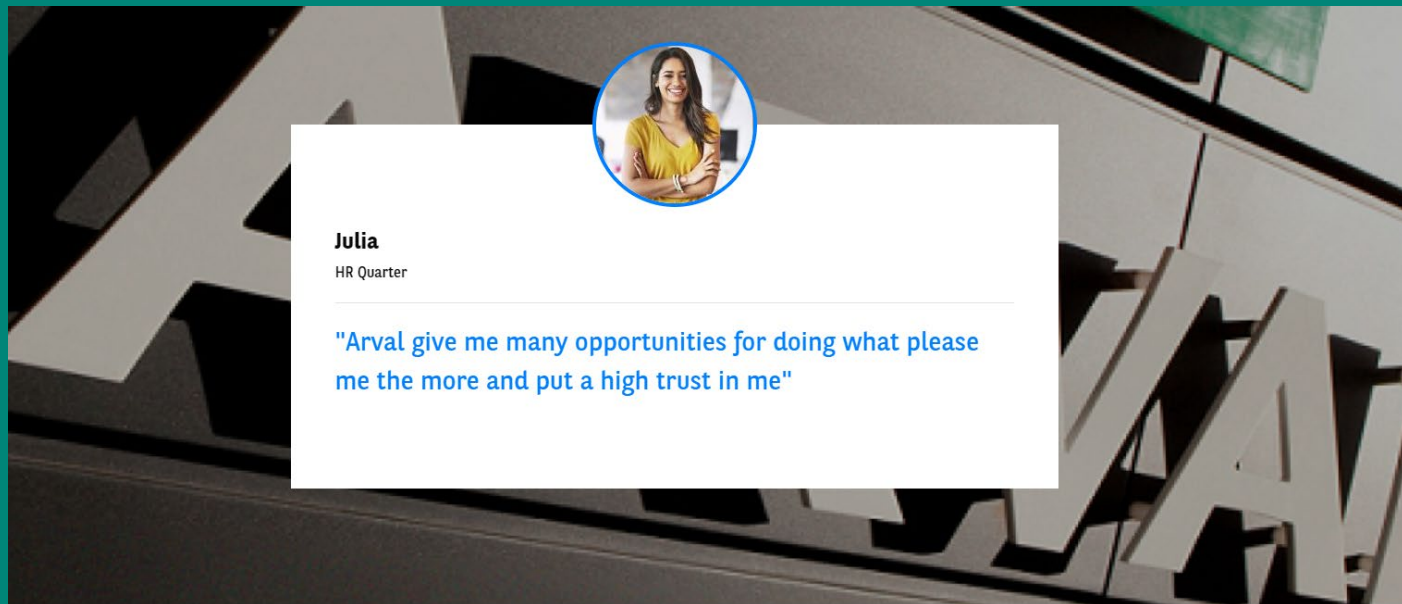 Julia
HR Quarter
"Arval give me many opportunities for doing what please
me the more and put a high trust in me"